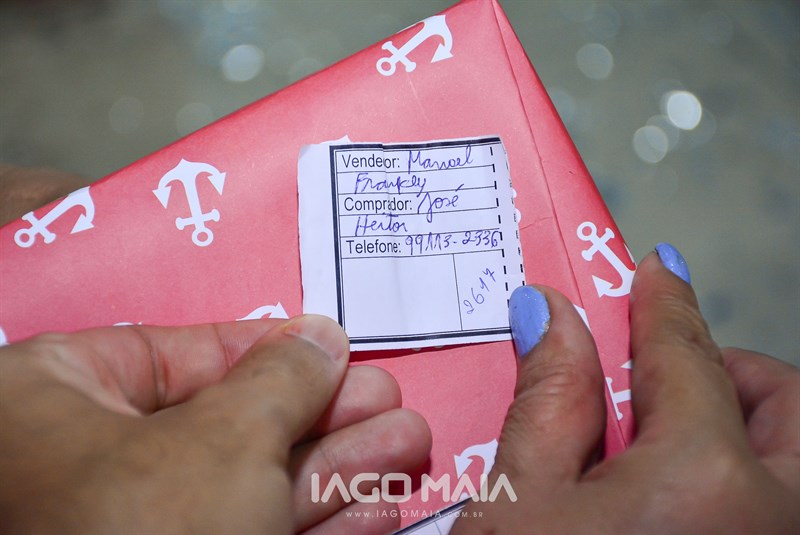 Vendedor: Manoel
Frankly
Comprador: José
Heitor
Telefone: 99113-2336
2617
IAGO MAIA
www.IAGOMAIA.com.br